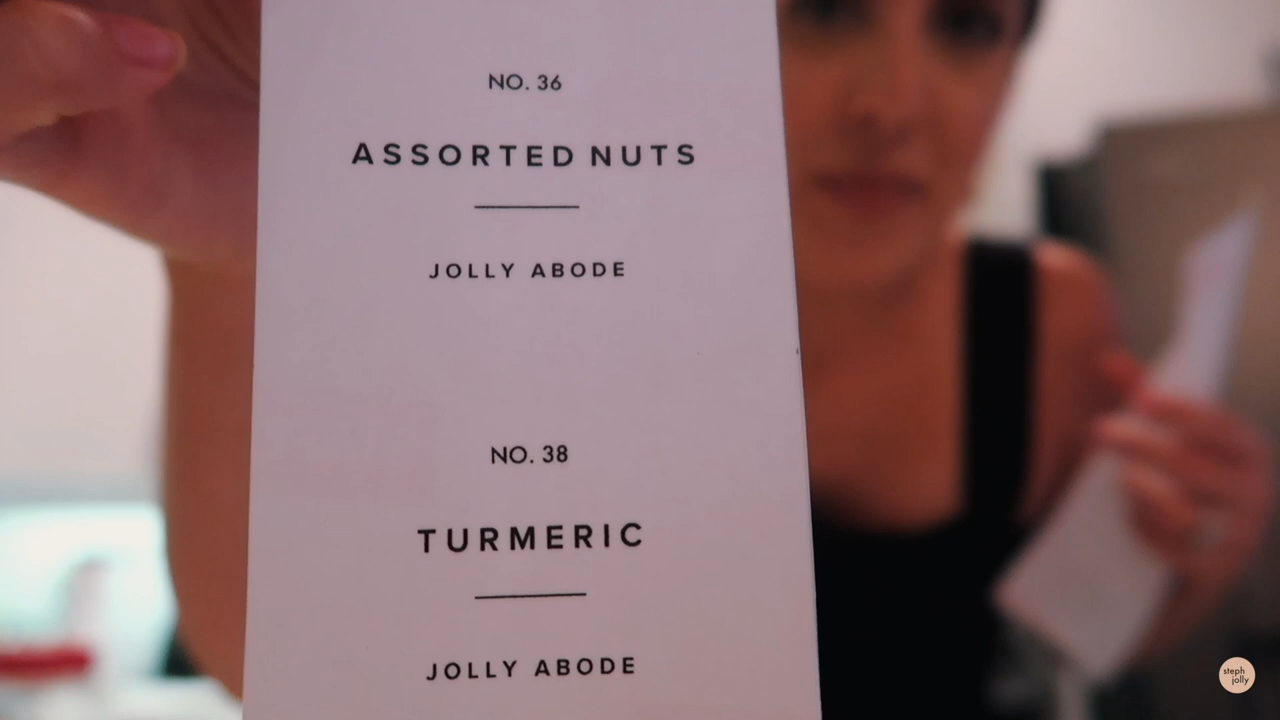 NO. 36
ASSORTED NUTS
JOLLY ABODE
NO. 38
TURMERIC
JOLLY ABODE
steph
jolly